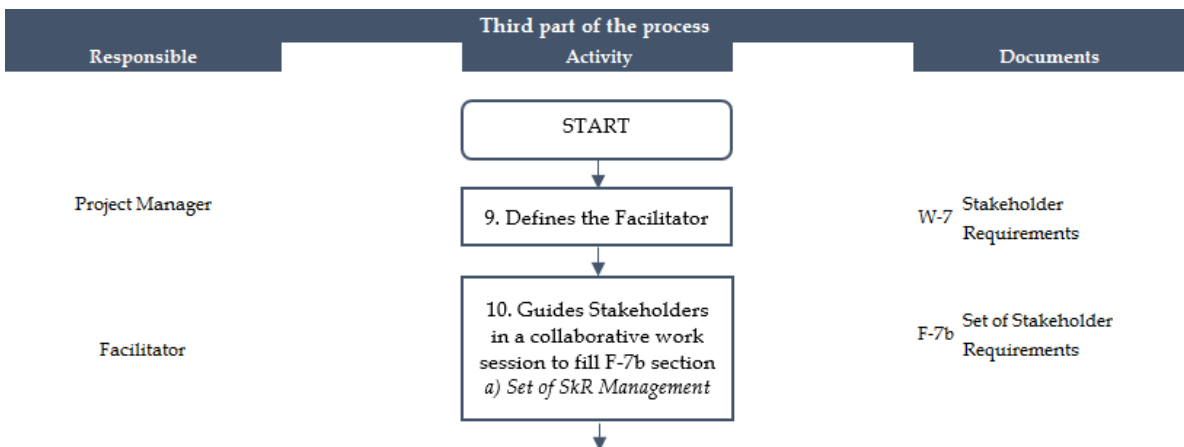 Third part of the process
Responsible
Activity
Documents
START
Project Manager
9. Defines the Facilitator
W-7
Stakeholder
Requirements
Facilitator
10. Guides Stakeholders
in a collaborative work
session to fill F-7b section
a) Set of SkR Management
F-7b
Set of Stakeholder
Requirements